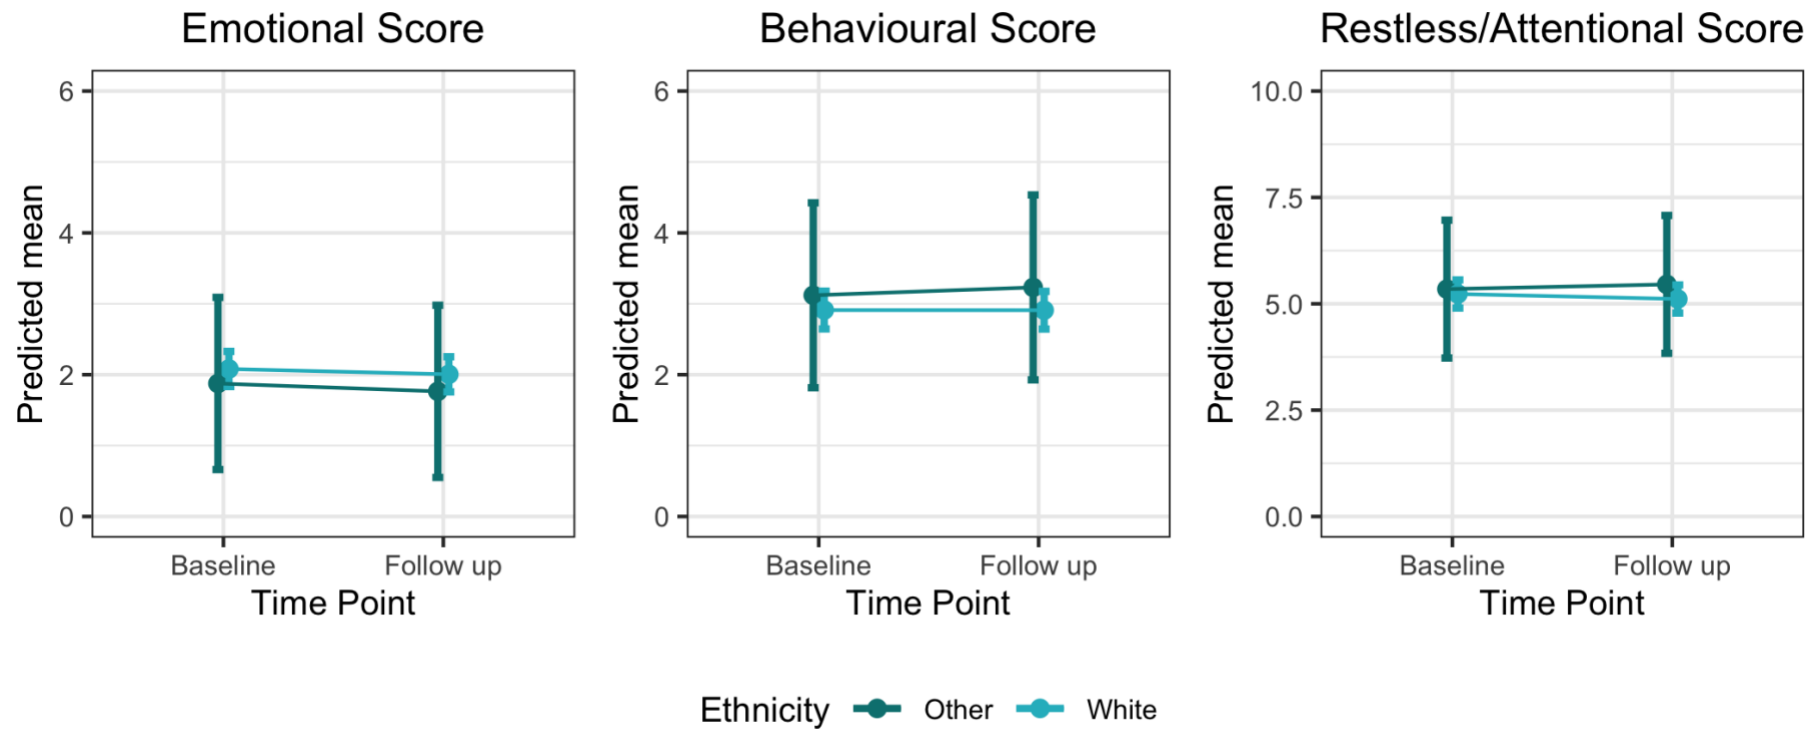 Emotional Score
Behavioural Score
Restless/Attentional Score
Predicted mean
6
4
2
0
Baseline
Follow up
Time Point
Predicted mean
6
4
2
0
Baseline
Follow up
Time Point
Predicted mean
10.0
7.5
5.0
2.5
0.0
Baseline
Follow up
Time Point
Ethnicity Other White